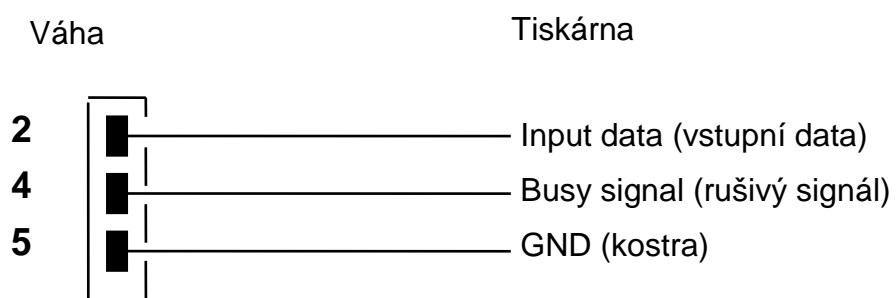 Váha
Tiskárna
2
Input data (vstupní data)
4
Busy signal (rušivý signál)
5
GND (kostra)